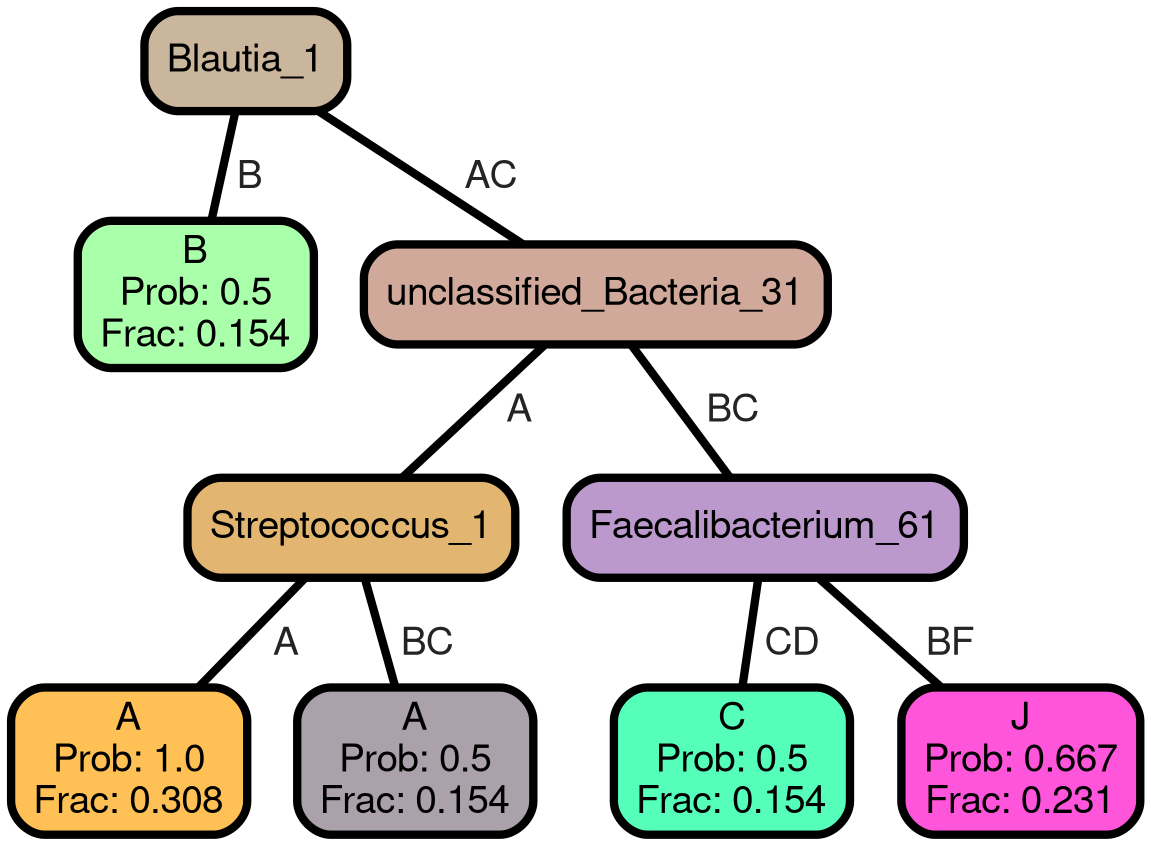 Blautia_1
B
AC
B
Prob: 0.5
Frac: 0.154
unclassified_Bacteria_31
A
BC
Streptococcus_1
Faecalibacterium_61
A
BC
CD
BF
A
Prob: 1.0
Frac: 0.308
A
Prob: 0.5
Frac: 0.154
C
Prob: 0.5
Frac: 0.154
J
Prob: 0.667
Frac: 0.231